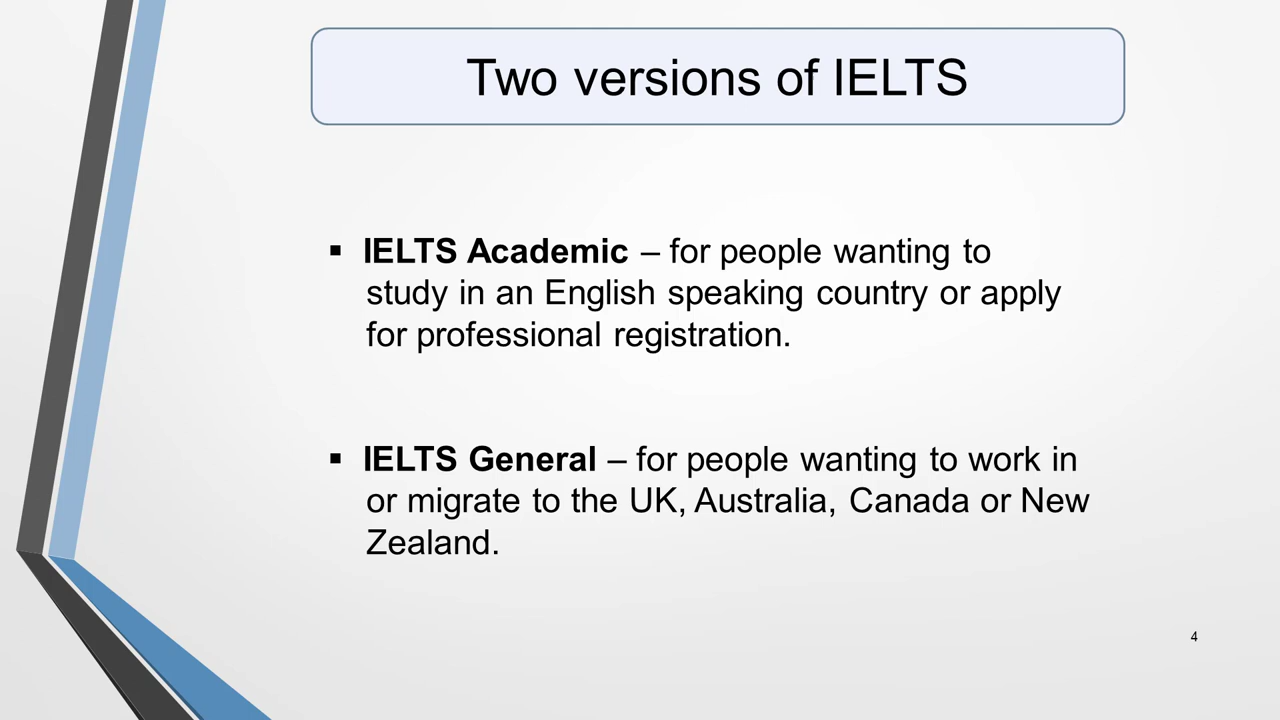 Two versions of IELTS
▪ IELTS Academic – for people wanting to
study in an English speaking country or apply
for professional registration.
▪ IELTS General – for people wanting to work in
or migrate to the UK, Australia, Canada or New
Zealand.
4